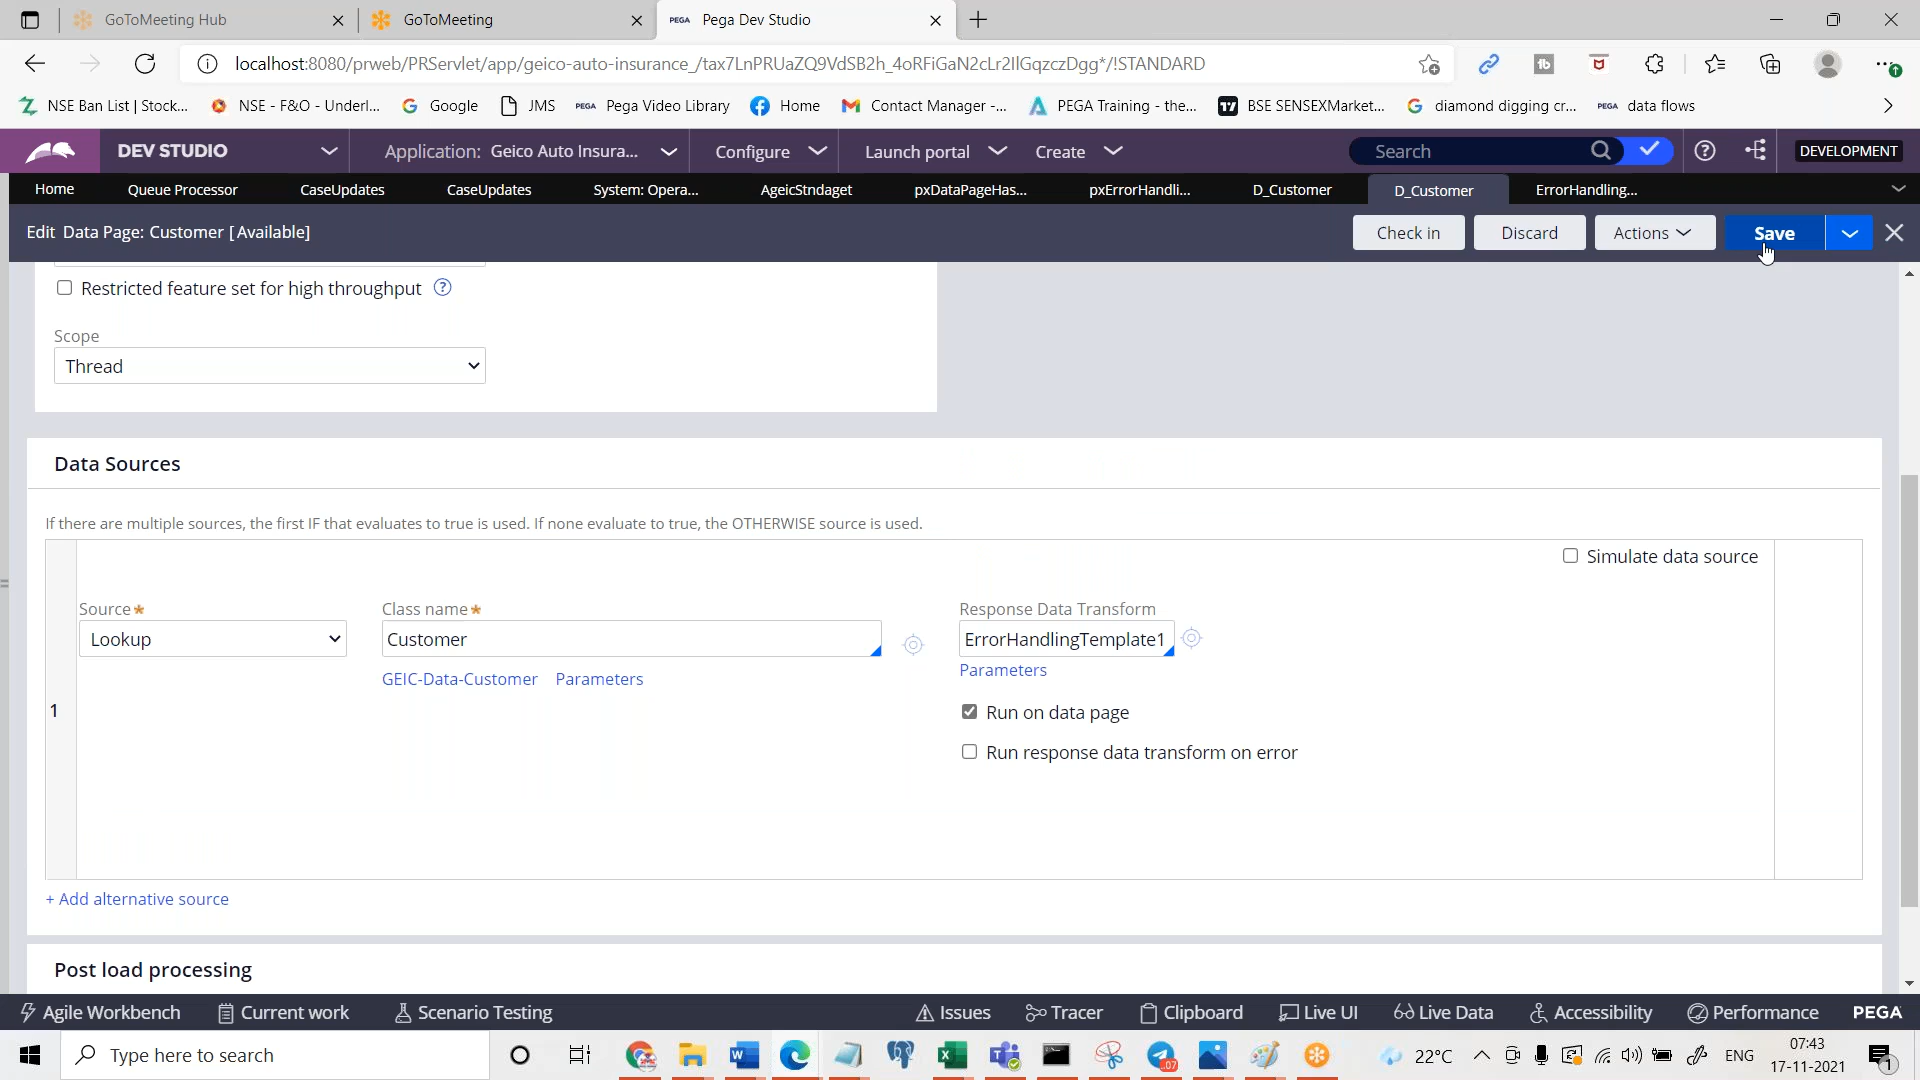 GoToMeeting Hub
GoToMeeting
PEGA Pega Dev Studio
localhost:8080/prweb/PRServlet/app/geico-auto-insurance_/tax7LnPRUaZQ9VdSB2h_4oRFiGaN2cLr2IlGqzczDgg*/!STANDARD
NSE Ban List | Stock...
NSE - F&O - Underl...
Google
JMS
PEGA Pega Video Library
Home
Contact Manager -...
PEGA Training - the...
BSE SENSEXMarket...
diamond digging cr...
PEGA data flows
DEV STUDIO
Application: Geico Auto Insura...
Configure
Launch portal
Create
Search
DEVELOPMENT
Home
Queue Processor
CaseUpdates
CaseUpdates
System: Opera...
AgeicStndaget
pxDataPageHas...
pxErrorHandli...
D_Customer
D_Customer
ErrorHandling...
Edit Data Page: Customer [Available]
Check in
Discard
Actions
Save
Restricted feature set for high throughput
Scope
Thread
Data Sources
If there are multiple sources, the first IF that evaluates to true is used. If none evaluate to true, the OTHERWISE source is used.
Simulate data source
Source*
Class name*
Response Data Transform
Lookup
Customer
ErrorHandlingTemplate1
GEIC-Data-Customer Parameters
Parameters
1
Run on data page
Run response data transform on error
+ Add alternative source
Post load processing
Agile Workbench
Current work
Scenario Testing
Issues
Tracer
Clipboard
Live UI
Live Data
Accessibility
Performance
PEGA
Type here to search
22°C
ENG
07:43
17-11-2021
1